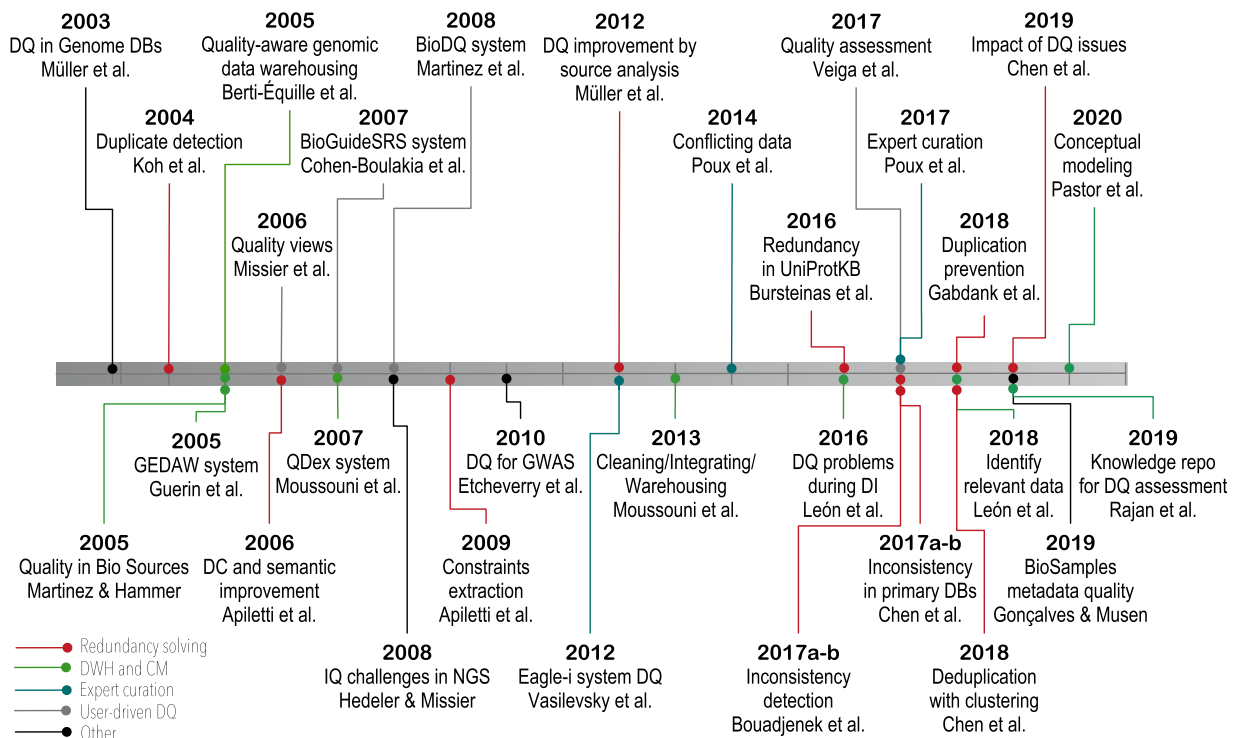 2003
DQ in Genome DBs
Müller et al.
2004
Duplicate detection
Koh et al.
2005
Quality-aware genomic
data warehousing
Berti-Équille et al.
2006
Quality views
Missier et al.
2007
BioGuideSRS system
Cohen-Boulakia et al.
2008
BioDQ system
Martinez et al.
2012
DQ improvement by
source analysis
Müller et al.
2014
Conflicting data
Poux et al.
2016
Redundancy
in UniProtKB
Bursteinas et al.
2017
Quality assessment
Veiga et al.
2017
Expert curation
Poux et al.
2018
Duplication
prevention
Gabdank et al.
2019
Impact of DQ issues
Chen et al.
2020
Conceptual
modeling
Pastor et al.
2005
Quality in Bio Sources
Martinez & Hammer
2005
GEDAW system
Guerin et al.
2006
DC and semantic
improvement
Apiletti et al.
2007
QDex system
Moussouni et al.
2008
IQ challenges in NGS
Hedeler & Missier
2009
Constraints
extraction
Apiletti et al.
2010
DQ for GWAS
Etcheverry et al.
2012
Eagle-i system DQ
Vasilevsky et al.
2013
Cleaning/Integrating/
Warehousing
Moussouni et al.
2016
DQ problems
during DI
León et al.
2017a-b
Inconsistency
detection
Bouadjenek et al.
2017a-b
Inconsistency
in primary DBs
Chen et al.
2018
Deduplication
with clustering
Chen et al.
2018
Identify
relevant data
León et al.
2019
BioSamples
metadata quality
Gonçalves & Musen
2019
Knowledge repo
for DQ assessment
Rajan et al.
Redundancy solving
DWH and CM
Expert curation
User-driven DQ
Other